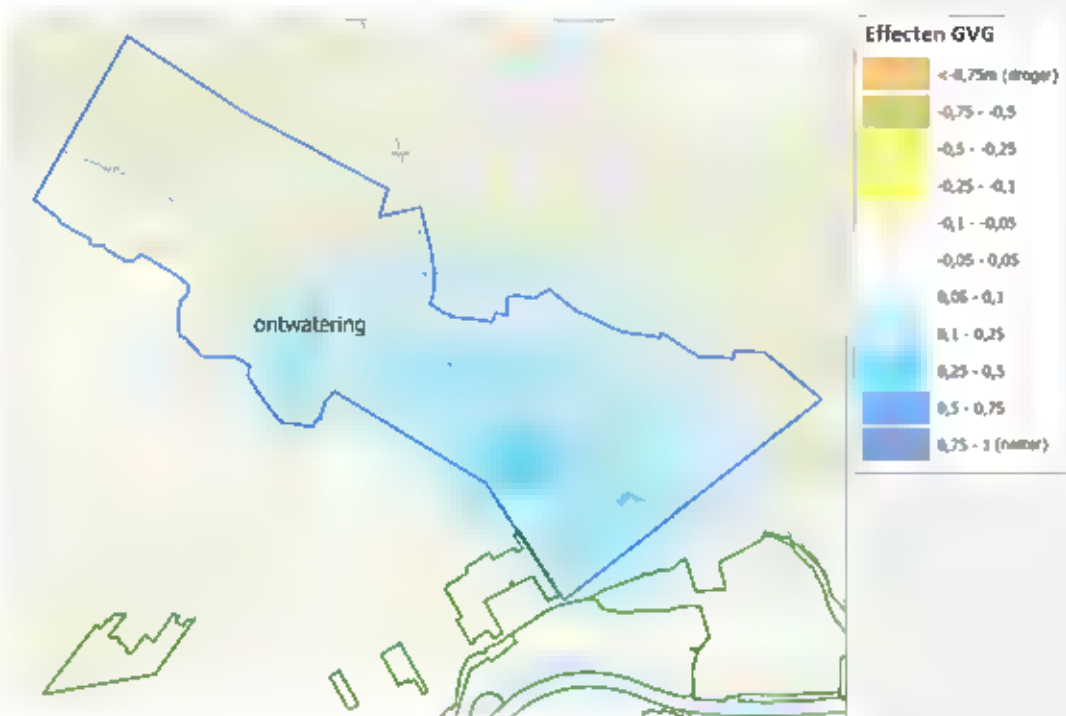 Effecten GVG
<-0,75m (droger)
-0,75 - -0,5
-0,5 - -0,25
-0,25 - -0,1
-0,1 - -0,05
-0,05 - 0,05
0,05 - 0,1
0,1 - 0,25
0,25 - 0,5
0,5 - 0,75
0,75 - 1 (natter)
ontwatering